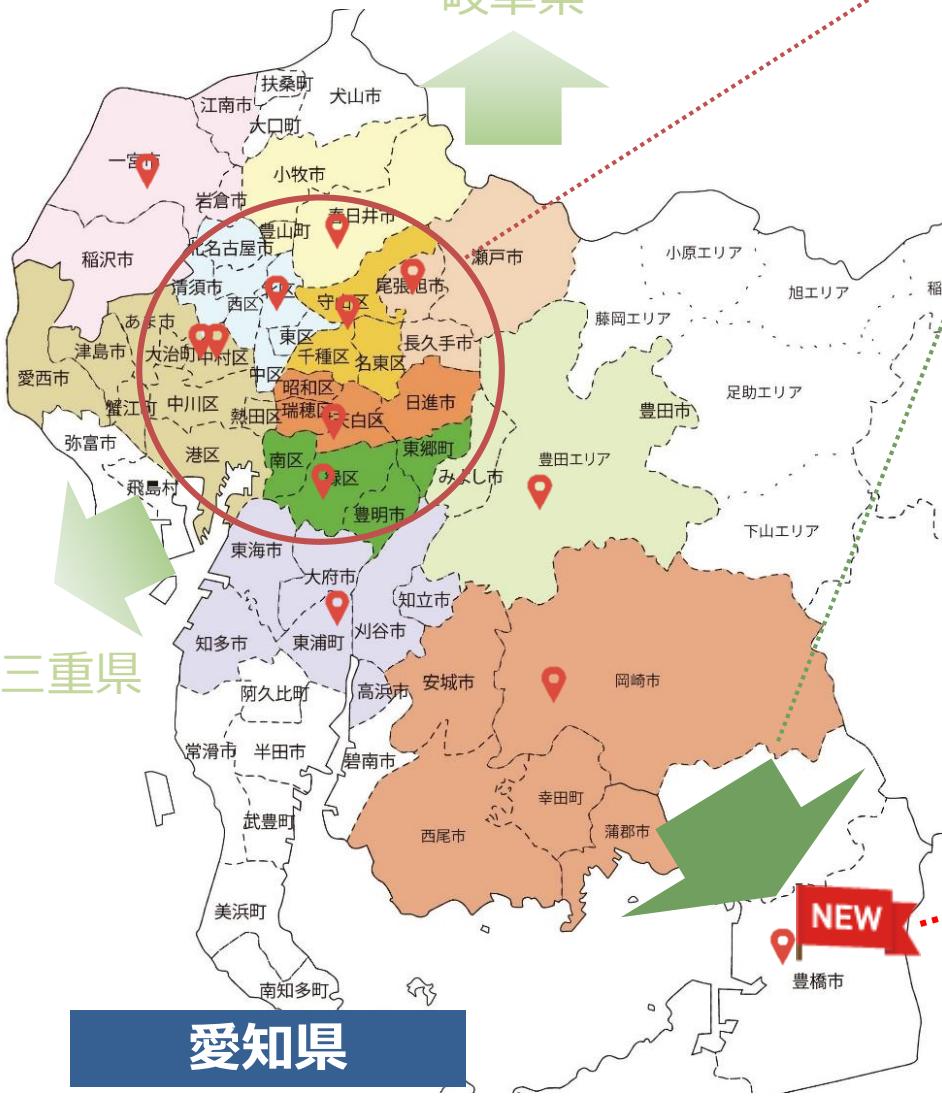 岐阜県
扶桑町
犬山市
江南市
大口町
一宮市
小牧市
岩倉市
春日井市
豊山町
北名古屋市
瀬戸市
小原エリア
稲沢市
清須市
尾張旭市
旭エリア
稲
西区
北区
守山区
藤岡エリア
あま市
東区
津島市
大治町
中村区
千種区
名東区
長久手市
愛西市
中区
昭和区
足助エリア
蟹江町
中川区
熱田区
瑞穂区
天白区
日進市
豊田市
弥富市
港区
南区
東郷町
豊田エリア
飛島村
緑区
みよし市
豊明市
下山エリア
東海市
大府市
知立市
知多市
東浦町
刈谷市
三重県
阿久比町
高浜市
安城市
岡崎市
常滑市
半田市
碧南市
幸田町
武豊町
西尾市
蒲郡市
美浜町
NEW
豊橋市
南知多町
愛知県